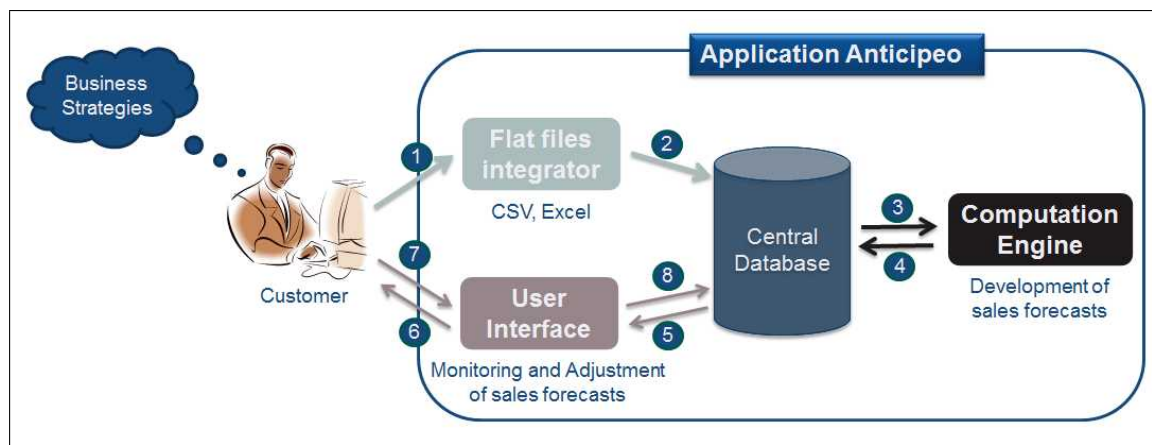 Application Anticipeo
Business
Strategies
1
Flat files
integrator
CSV, Excel
2
Central
Database
3
4
Computation
Engine
Development of
sales forecasts
Customer
7
6
User
Interface
8
5
Monitoring and Adjustment
of sales forecasts